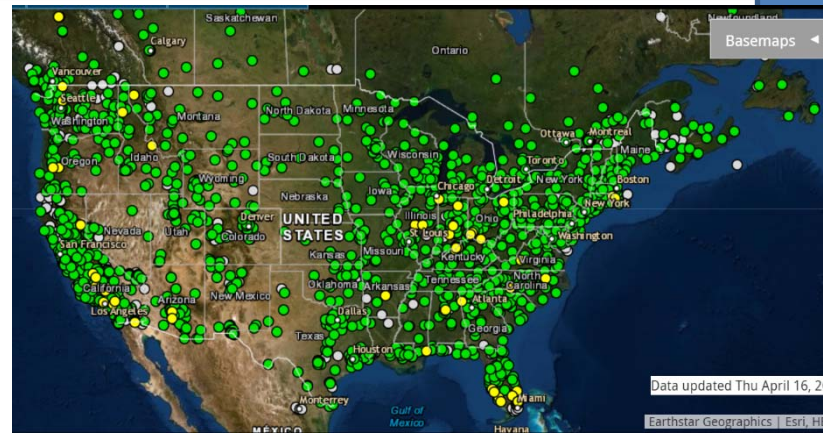 Saskatchewan
Newfoundland
Calgary
Ontario
Basemaps
Vancouver
Seattle
Washington
Montana
North Dakota
Minnesota
Ottawa
Montreal
Maine
Oregon
Idaho
South Dakota
Wisconsin
Toronto
Wyoming
Detroit
New York
Boston
Chicago
Iowa
Nebraska
New York
Denver
UNITED
STATES
Illinois
Ohio
Philadelphia
Nevada
Utah
Colorado
St Louis
Washington
San Francisco
Kansas
Missouri
Kentucky
Virginia
California
Oklahoma
Arkansas
Tennessee
North
Carolina
Arizona
New Mexico
Los Angeles
Atlanta
Dallas
Georgia
Texas
Houston
Data updated Thu April 16,
Monterrey
Miami
Gulf of
Mexico
Earthstar Geographics | Esri,
MÉXICO
Havana